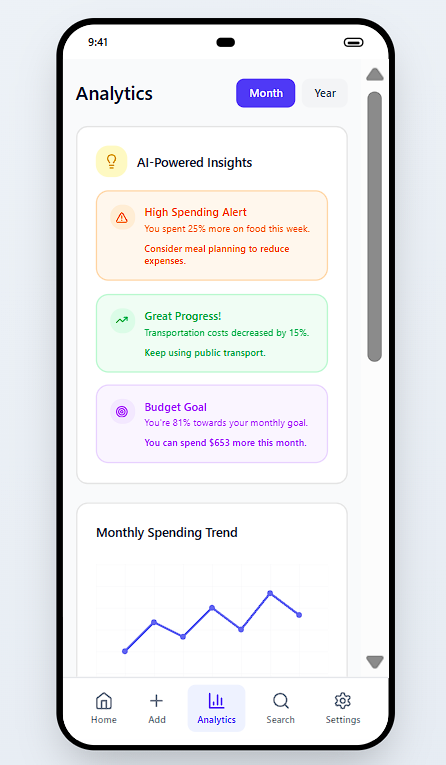 9:41
Analytics
Month
Year
AI-Powered Insights
High Spending Alert
You spent 25% more on food this week.
Consider meal planning to reduce
expenses.
Great Progress!
Transportation costs decreased by 15%.
Keep using public transport.
Budget Goal
You're 81% towards your monthly goal.
You can spend $653 more this month.
Monthly Spending Trend
Home
Add
Analytics
Search
Settings